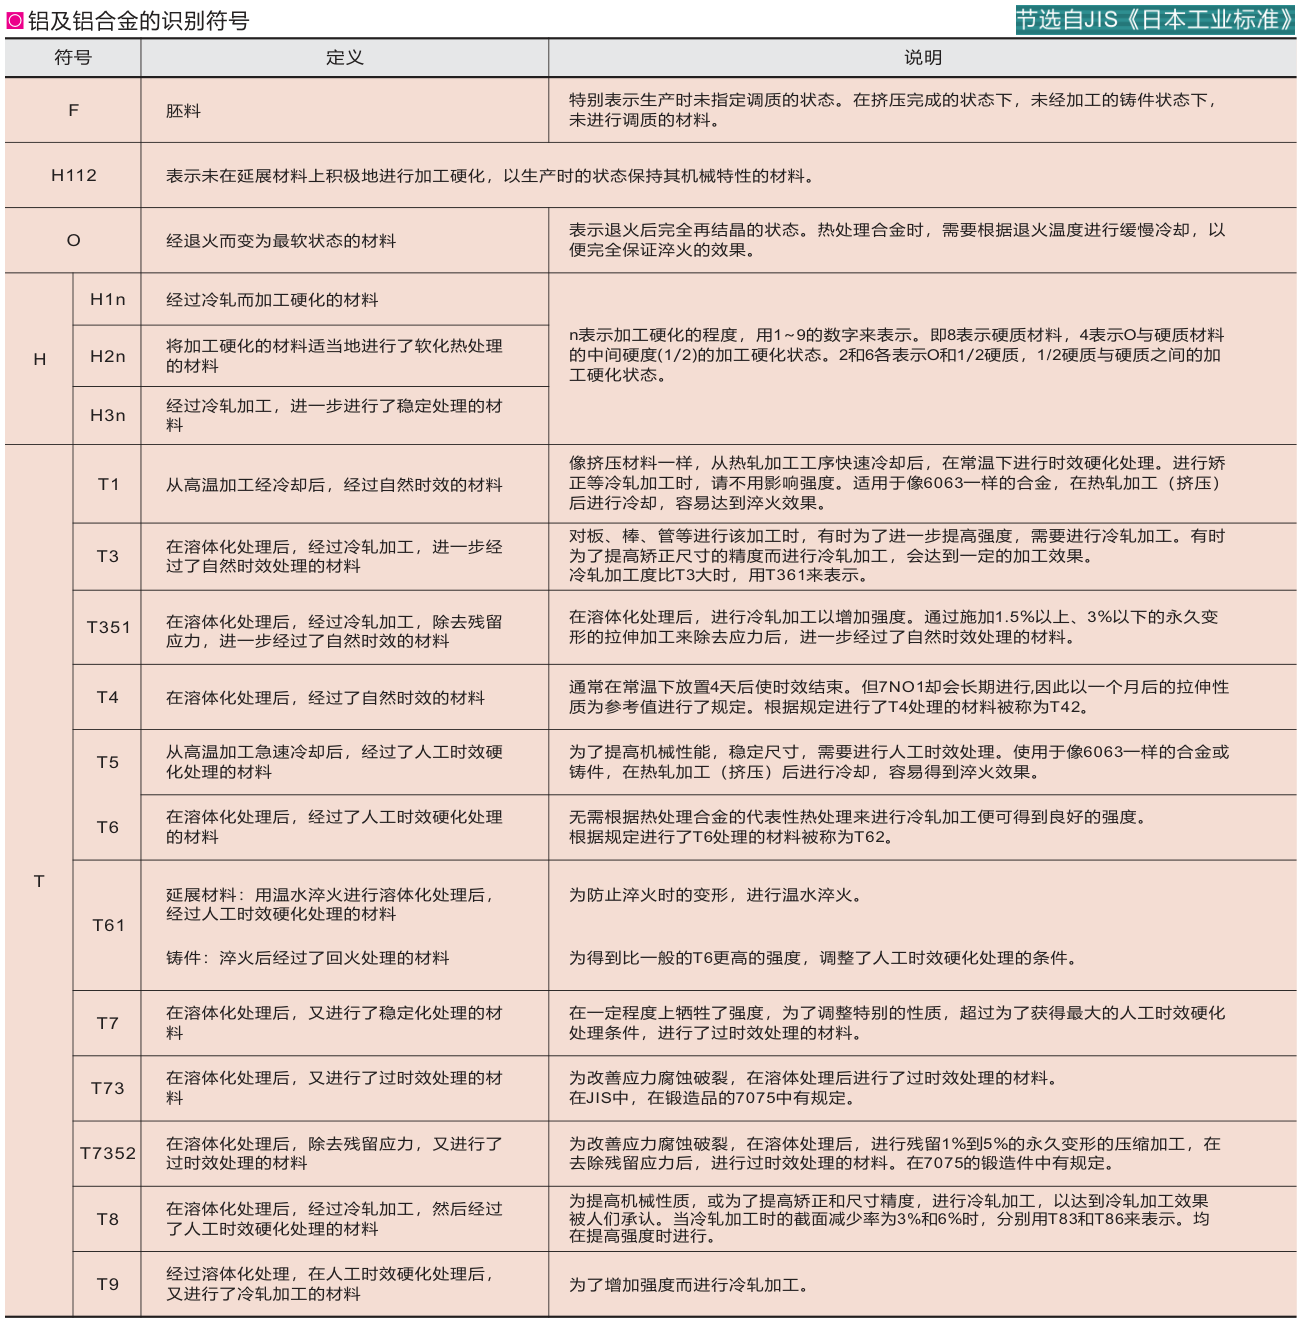 铝及铝合金的识别符号
节选自JIS《日本工业标准》
符号 定义 说明
F
胚料
特别表示生产时未指定调质的状态。在挤压完成的状态下，未经加工的铸件状态下，
未进行调质的材料。
H112
表示未在延展材料上积极地进行加工硬化，以生产时的状态保持其机械特性的材料。
O
经退火而变为最软状态的材料
表示退火后完全再结晶的状态。热处理合金时，需要根据退火温度进行缓慢冷却，以
便完全保证淬火的效果。
H
H1n
经过冷轧而加工硬化的材料
H2n
将加工硬化的材料适当地进行了软化热处理
的材料
H3n
经过冷轧加工，进一步进行了稳定处理的材
料
n表示加工硬化的程度，用1~9的数字来表示。即8表示硬质材料，4表示O与硬质材料
的中间硬度(1/2)的加工硬化状态。2和6各表示O和1/2硬质，1/2硬质与硬质之间的加
工硬化状态。
T
T1
从高温加工经冷却后，经过自然时效的材料
像挤压材料一样，从热轧加工工序快速冷却后，在常温下进行时效硬化处理。进行矫
正等冷轧加工时，请不用影响强度。适用于像6063一样的合金，在热轧加工（挤压）
后进行冷却，容易达到淬火效果。
T3
在溶体化处理后，经过冷轧加工，进一步经
过了自然时效处理的材料
对板、棒、管等进行该加工时，有时为了进一步提高强度，需要进行冷轧加工。有时
为了提高矫正尺寸的精度而进行冷轧加工，会达到一定的加工效果。
冷轧加工度比T3大时，用T361来表示。
T351
在溶体化处理后，经过冷轧加工，除去残留
应力，进一步经过了自然时效的材料
在溶体化处理后，进行冷轧加工以增加强度。通过施加1.5%以上、3%以下的永久变
形的拉伸加工来除去应力后，进一步经过了自然时效处理的材料。
T4
在溶体化处理后，经过了自然时效的材料
通常在常温下放置4天后使时效结束。但7NO1却会长期进行,因此以一个月后的拉伸性
质为参考值进行了规定。根据规定进行了T4处理的材料被称为T42。
T5
从高温加工急速冷却后，经过了人工时效硬
化处理的材料
为了提高机械性能，稳定尺寸，需要进行人工时效处理。使用于像6063一样的合金或
铸件，在热轧加工（挤压）后进行冷却，容易得到淬火效果。
T6
在溶体化处理后，经过了人工时效硬化处理
的材料
无需根据热处理合金的代表性热处理来进行冷轧加工便可得到良好的强度。
根据规定进行了T6处理的材料被称为T62。
T61
延展材料：用温水淬火进行溶体化处理后，
经过人工时效硬化处理的材料
为防止淬火时的变形，进行温水淬火。
铸件：淬火后经过了回火处理的材料
为得到比一般的T6更高的强度，调整了人工时效硬化处理的条件。
T7
在溶体化处理后，又进行了稳定化处理的材
料
在一定程度上牺牲了强度，为了调整特别的性质，超过为了获得最大的人工时效硬化
处理条件，进行了过时效处理的材料。
T73
在溶体化处理后，又进行了过时效处理的材
料
为改善应力腐蚀破裂，在溶体处理后进行了过时效处理的材料。
在JIS中，在锻造品的7075中有规定。
T7352
在溶体化处理后，除去残留应力，又进行了
过时效处理的材料
为改善应力腐蚀破裂，在溶体处理后，进行残留1%到5%的永久变形的压缩加工，在
去除残留应力后，进行过时效处理的材料。在7075的锻造件中有规定。
T8
在溶体化处理后，经过冷轧加工，然后经过
了人工时效硬化处理的材料
为提高机械性质，或为了提高矫正和尺寸精度，进行冷轧加工，以达到冷轧加工效果
被人们承认。当冷轧加工时的截面减少率为3%和6%时，分别用T83和T86来表示。均
在提高强度时进行。
T9
经过溶体化处理，在人工时效硬化处理后，
又进行了冷轧加工的材料
为了增加强度而进行冷轧加工。